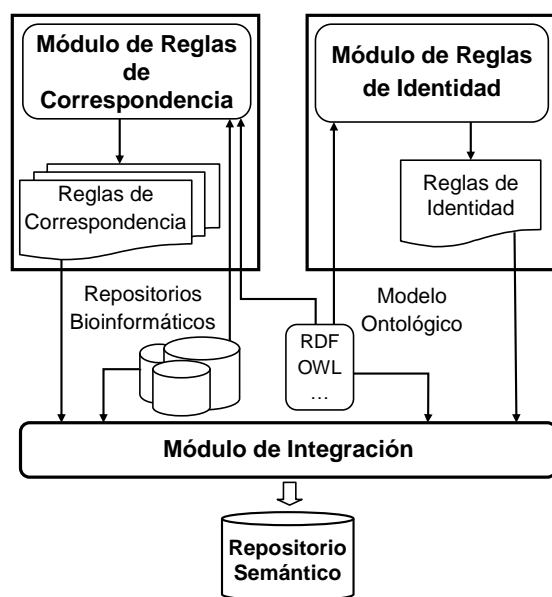 Módulo de Reglas
de
Correspondencia
Módulo de Reglas
de Identidad
Reglas de
Correspondencia
Reglas de
Identidad
Repositorios
Bioinformáticos
Modelo
Ontológico
RDF
OWL
…
Módulo de Integración
Repositorio
Semántico